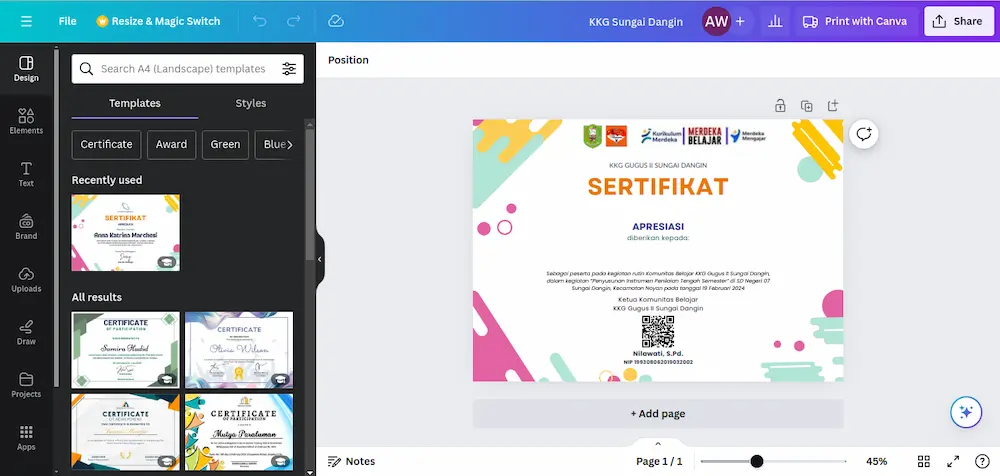 File
Resize & Magic Switch
KKG Sungai Dangin
AW
+
Print with Canva
Share
Design
Elements
Text
Brand
Uploads
Draw
Projects
Apps
Search A4 (Landscape) templates
Templates
Styles
Certificate
Award
Green
Blue
Recently used
SERTIFIKAT
APRESIASI
Anna Katrina Marchesi
All results
CERTIFICATE
OF PARTICIPATION
Samira Hadid
CERTIFICATE
Olivia Wilson
CERTIFICATE
CERTIFICATE
OF PARTICIPATION
Mutya Paraluman
Position
Kurikulum
Merdeka
MERDEKA
BELAJAR
Merdeka
Mengajar
KKG GUGUS II SUNGAI DANGIN
SERTIFIKAT
APRESIASI
diberikan kepada:
Sebagai peserta pada kegiatan rutin Komunitas Belajar KKG Gugus II Sungai Dangin,
dalam kegiatan "Penyusunan Instrumen Penilaian Tengah Semester" di SD Negeri 07
Sungai Dangin, Kecamatan Noyan pada tanggal 19 Februari 2024
Ketua Komunitas Belajar
KKG Gugus II Sungai Dangin
Nilawati, S.Pd.
NIP 199308062019032002
+ Add page
Notes
Page 1 / 1
45%